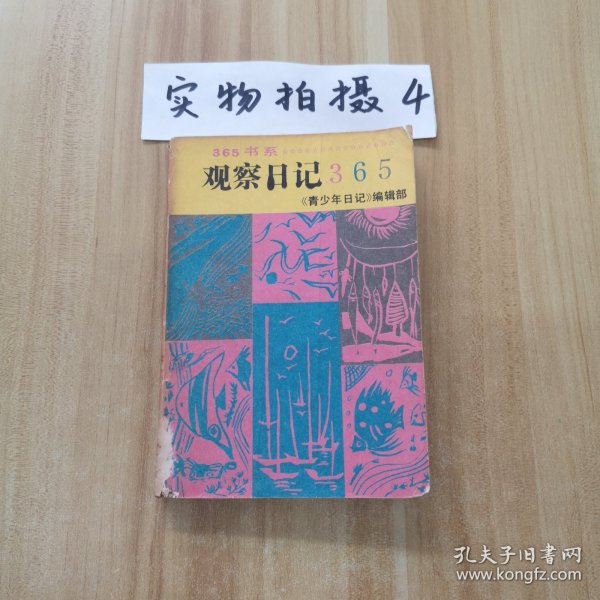 实物拍摄4
365书系
观察日记365
《青少年日记》编辑部
孔夫子旧书网
www.kongfz.com